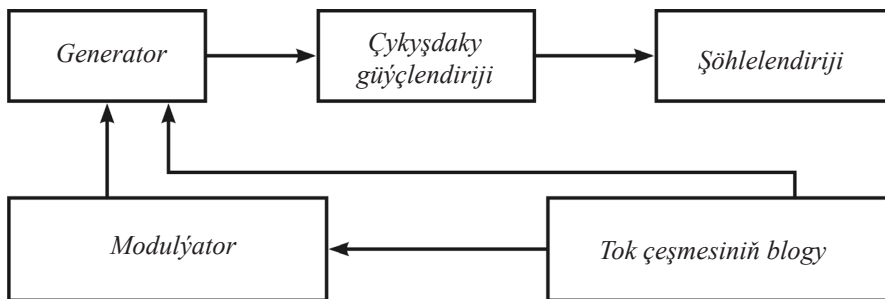 Generator
Çykyşdaky
güýçlendiriji
Şöhlelendiriji
Modulýator
Tok çeşmesiniň blogy